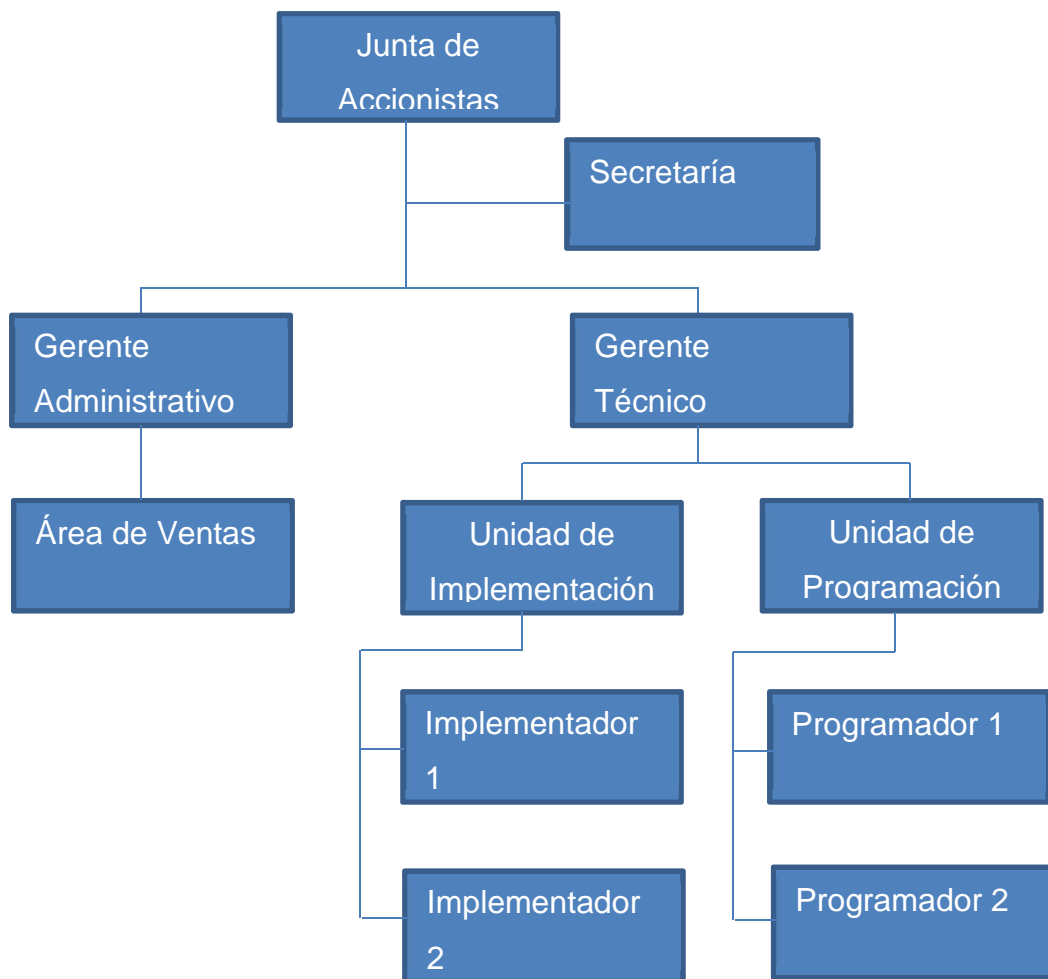 Junta de
Accionistas
Secretaría
Gerente
Administrativo
Gerente
Técnico
Área de Ventas
Unidad de
Implementación
Unidad de
Programación
Implementador
1
Programador 1
Implementador
2
Programador 2